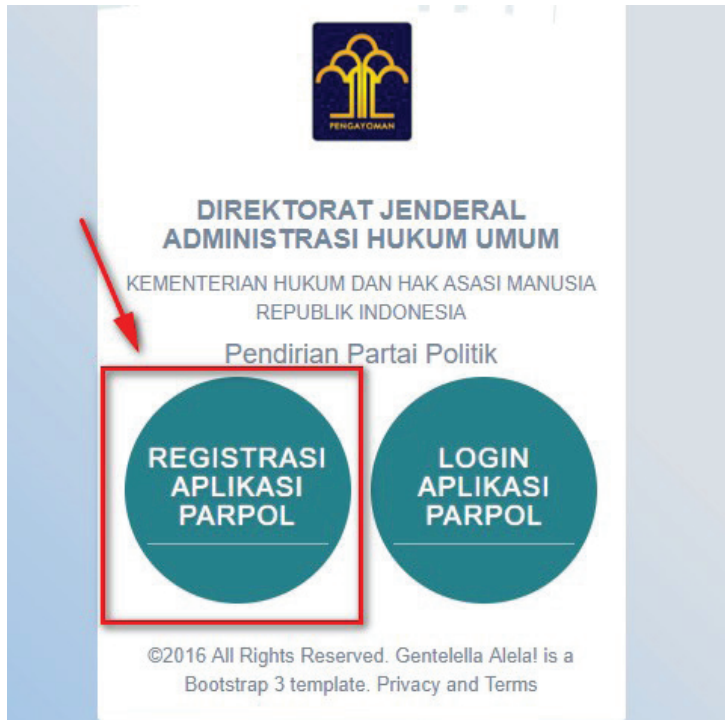 PENGAYOMAN
DIREKTORAT JENDERAL
ADMINISTRASI HUKUM UMUM
KEMENTERIAN HUKUM DAN HAK ASASI MANUSIA
REPUBLIK INDONESIA
Pendirian Partai Politik
REGISTRASI
APLIKASI
PARPOL
LOGIN
APLIKASI
PARPOL
©2016 All Rights Reserved. Gentelella Alela! is a
Bootstrap 3 template. Privacy and Terms